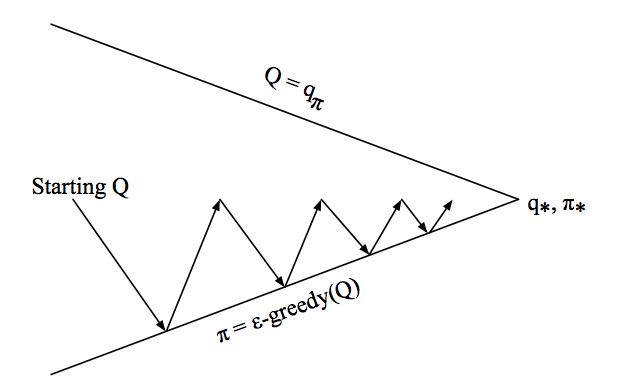 Q = qπ
Starting Q
q*, π*
π = ε-greedy(Q)